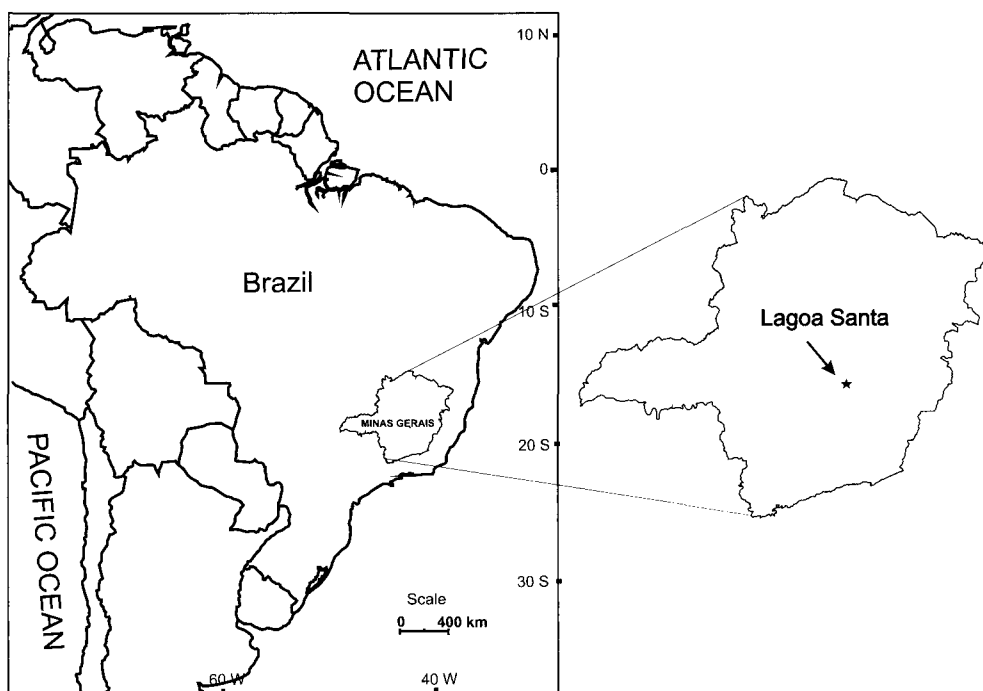 ATLANTIC
OCEAN
10 N
0
Brazil
10 S
Lagoa Santa
MINAS GERAIS
20 S
PACIFIC OCEAN
30 S
Scale
0 400 km
60 W
40 W